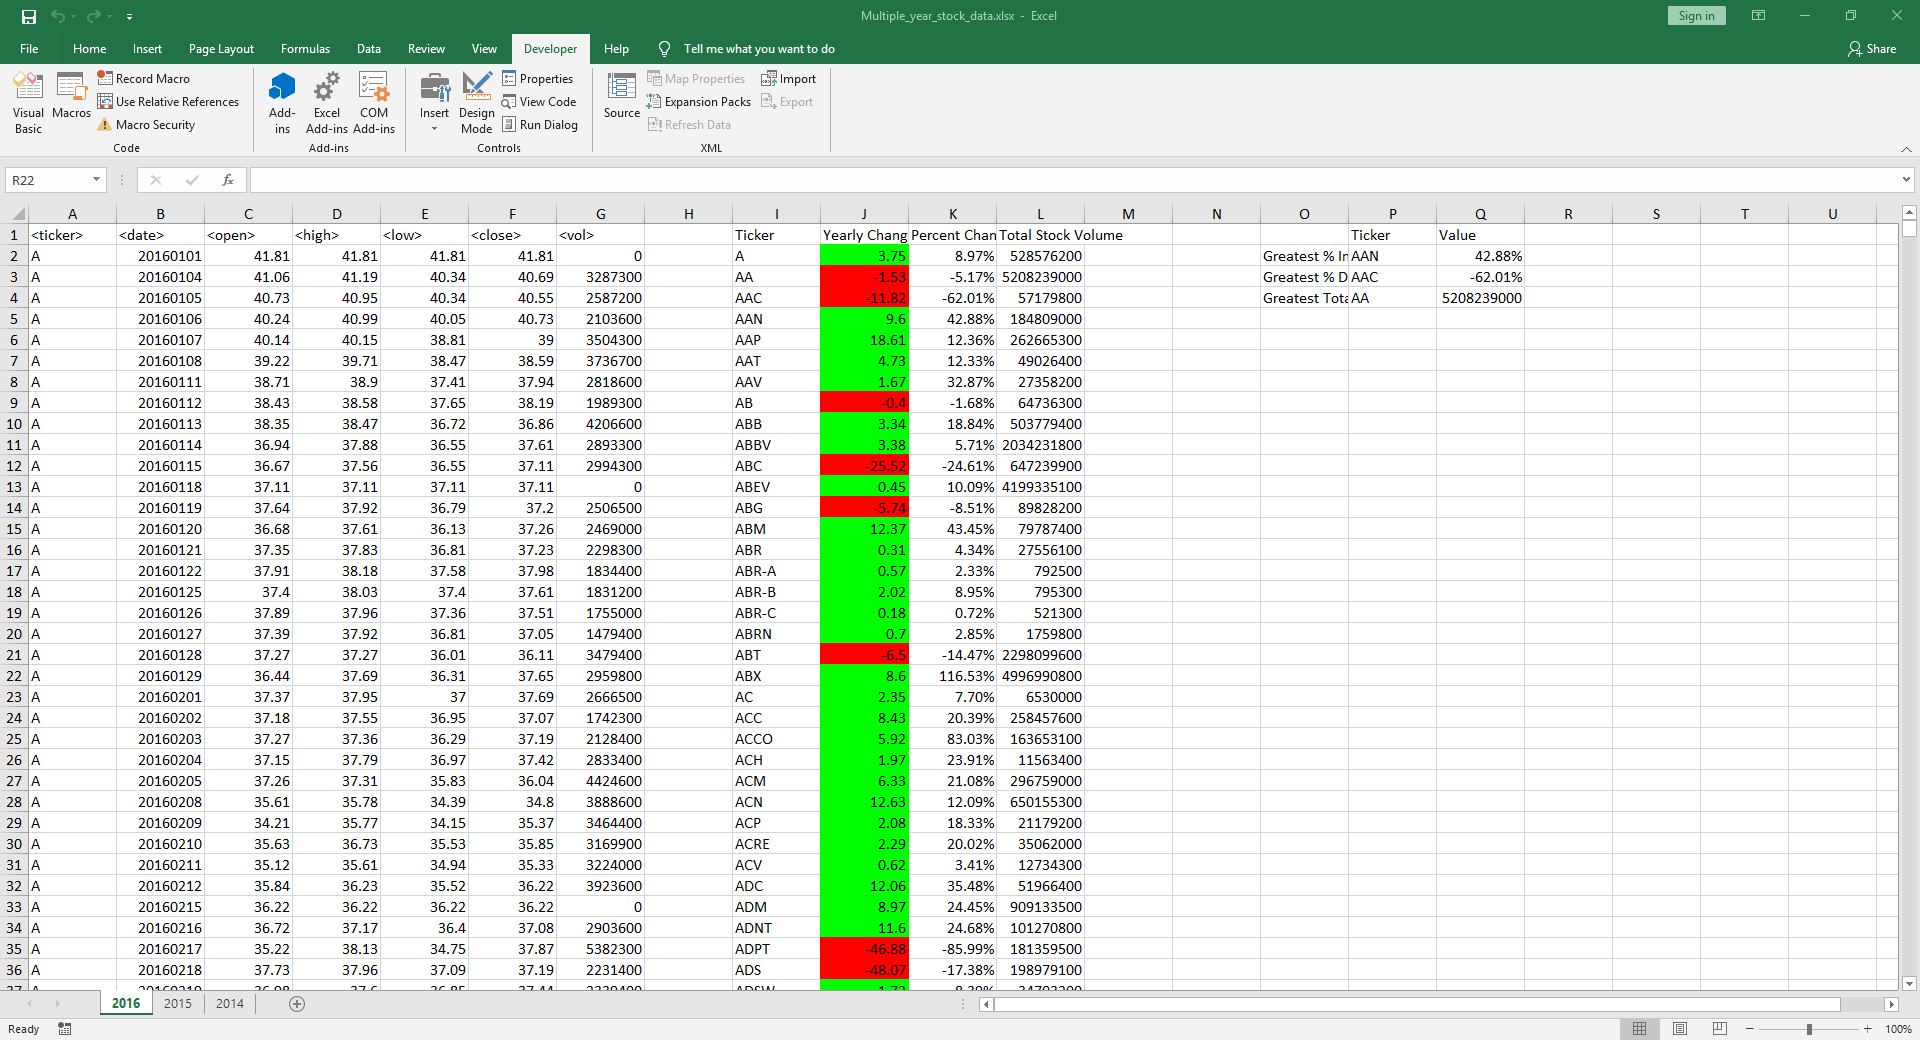 Multiple_year_stock_data.xlsx - Excel
Sign in
File Home Insert Page Layout Formulas Data Review View Developer Help Tell me what you want to do Share
Visual Basic
Macros
Record Macro
Use Relative References
Macro Security
Code
Add-ins
Excel Add-ins
COM Add-ins
Add-ins
Insert
Design Mode
Properties
View Code
Run Dialog
Controls
Source
Map Properties
Expansion Packs
Refresh Data
Import
Export
XML
R22 fx
A B C D E F G H I J K L M N O P Q R S T U
1 <ticker> <date> <open> <high> <low> <close> <vol> Ticker Yearly Chang Percent Chan Total Stock Volume Ticker Value
2 A 20160101 41.81 41.81 41.81 41.81 0 A 3.75 8.97% 528576200 Greatest % In AAN 42.88%
3 A 20160104 41.06 41.19 40.34 40.69 3287300 AA -1.53 -5.17% 5208239000 Greatest % D AAC -62.01%
4 A 20160105 40.73 40.95 40.34 40.55 2587200 AAC -11.82 -62.01% 57179800 Greatest Tota AA 5208239000
5 A 20160106 40.24 40.99 40.05 40.73 2103600 AAN 9.6 42.88% 184809000
6 A 20160107 40.14 40.15 38.81 39 3504300 AAP 18.61 12.36% 262665300
7 A 20160108 39.22 39.71 38.47 38.59 3736700 AAT 4.73 12.33% 49026400
8 A 20160111 38.71 38.9 37.41 37.94 2818600 AAV 1.67 32.87% 27358200
9 A 20160112 38.43 38.58 37.65 38.19 1989300 AB -0.4 -1.68% 64736300
10 A 20160113 38.35 38.47 36.72 36.86 4206600 ABB 3.34 18.84% 503779400
11 A 20160114 36.94 37.88 36.55 37.61 2893300 ABBV 3.38 5.71% 2034231800
12 A 20160115 36.67 37.56 36.55 37.11 2994300 ABC -25.52 -24.61% 647239900
13 A 20160118 37.11 37.11 37.11 37.11 0 ABEV 0.45 10.09% 4199335100
14 A 20160119 37.64 37.92 36.79 37.2 2506500 ABG -5.74 -8.51% 89828200
15 A 20160120 36.68 37.61 36.13 37.26 2469000 ABM 12.37 43.45% 79787400
16 A 20160121 37.35 37.83 36.81 37.23 2298300 ABR 0.31 4.34% 27556100
17 A 20160122 37.91 38.18 37.58 37.98 1834400 ABR-A 0.57 2.33% 792500
18 A 20160125 37.4 38.03 37.4 37.61 1831200 ABR-B 2.02 8.95% 795300
19 A 20160126 37.89 37.96 37.36 37.51 1755000 ABR-C 0.18 0.72% 521300
20 A 20160127 37.39 37.92 36.81 37.05 1479400 ABRN 0.7 2.85% 1759800
21 A 20160128 37.27 37.27 36.01 36.11 3479400 ABT -6.5 -14.47% 2298099600
22 A 20160129 36.44 37.69 36.31 37.65 2959800 ABX 8.6 116.53% 4996990800
23 A 20160201 37.37 37.95 37 37.69 2666500 AC 2.35 7.70% 6530000
24 A 20160202 37.18 37.55 36.95 37.07 1742300 ACC 8.43 20.39% 258457600
25 A 20160203 37.27 37.36 36.29 37.19 2128400 ACCO 5.92 83.03% 163653100
26 A 20160204 37.15 37.79 36.97 37.42 2833400 ACH 1.97 23.91% 11563400
27 A 20160205 37.26 37.31 35.83 36.04 4424600 ACM 6.33 21.08% 296759000
28 A 20160208 35.61 35.78 34.39 34.8 3888600 ACN 12.63 12.09% 650155300
29 A 20160209 34.21 35.77 34.15 35.37 3464400 ACP 2.08 18.33% 21179200
30 A 20160210 35.63 36.73 35.53 35.85 3169900 ACRE 2.29 20.02% 35062000
31 A 20160211 35.12 35.61 34.94 35.33 3224000 ACV 0.62 3.41% 12734300
32 A 20160212 35.84 36.23 35.52 36.22 3923600 ADC 12.06 35.48% 51966400
33 A 20160215 36.22 36.22 36.22 36.22 0 ADM 8.97 24.45% 909133500
34 A 20160216 36.72 37.17 36.4 37.08 2903600 ADNT 11.6 24.68% 101270800
35 A 20160217 35.22 38.13 34.75 37.87 5382300 ADPT -46.88 -85.99% 181359500
36 A 20160218 37.73 37.96 37.09 37.19 2231400 ADS -48.07 -17.38% 198979100
2016 2015 2014
Ready 100%